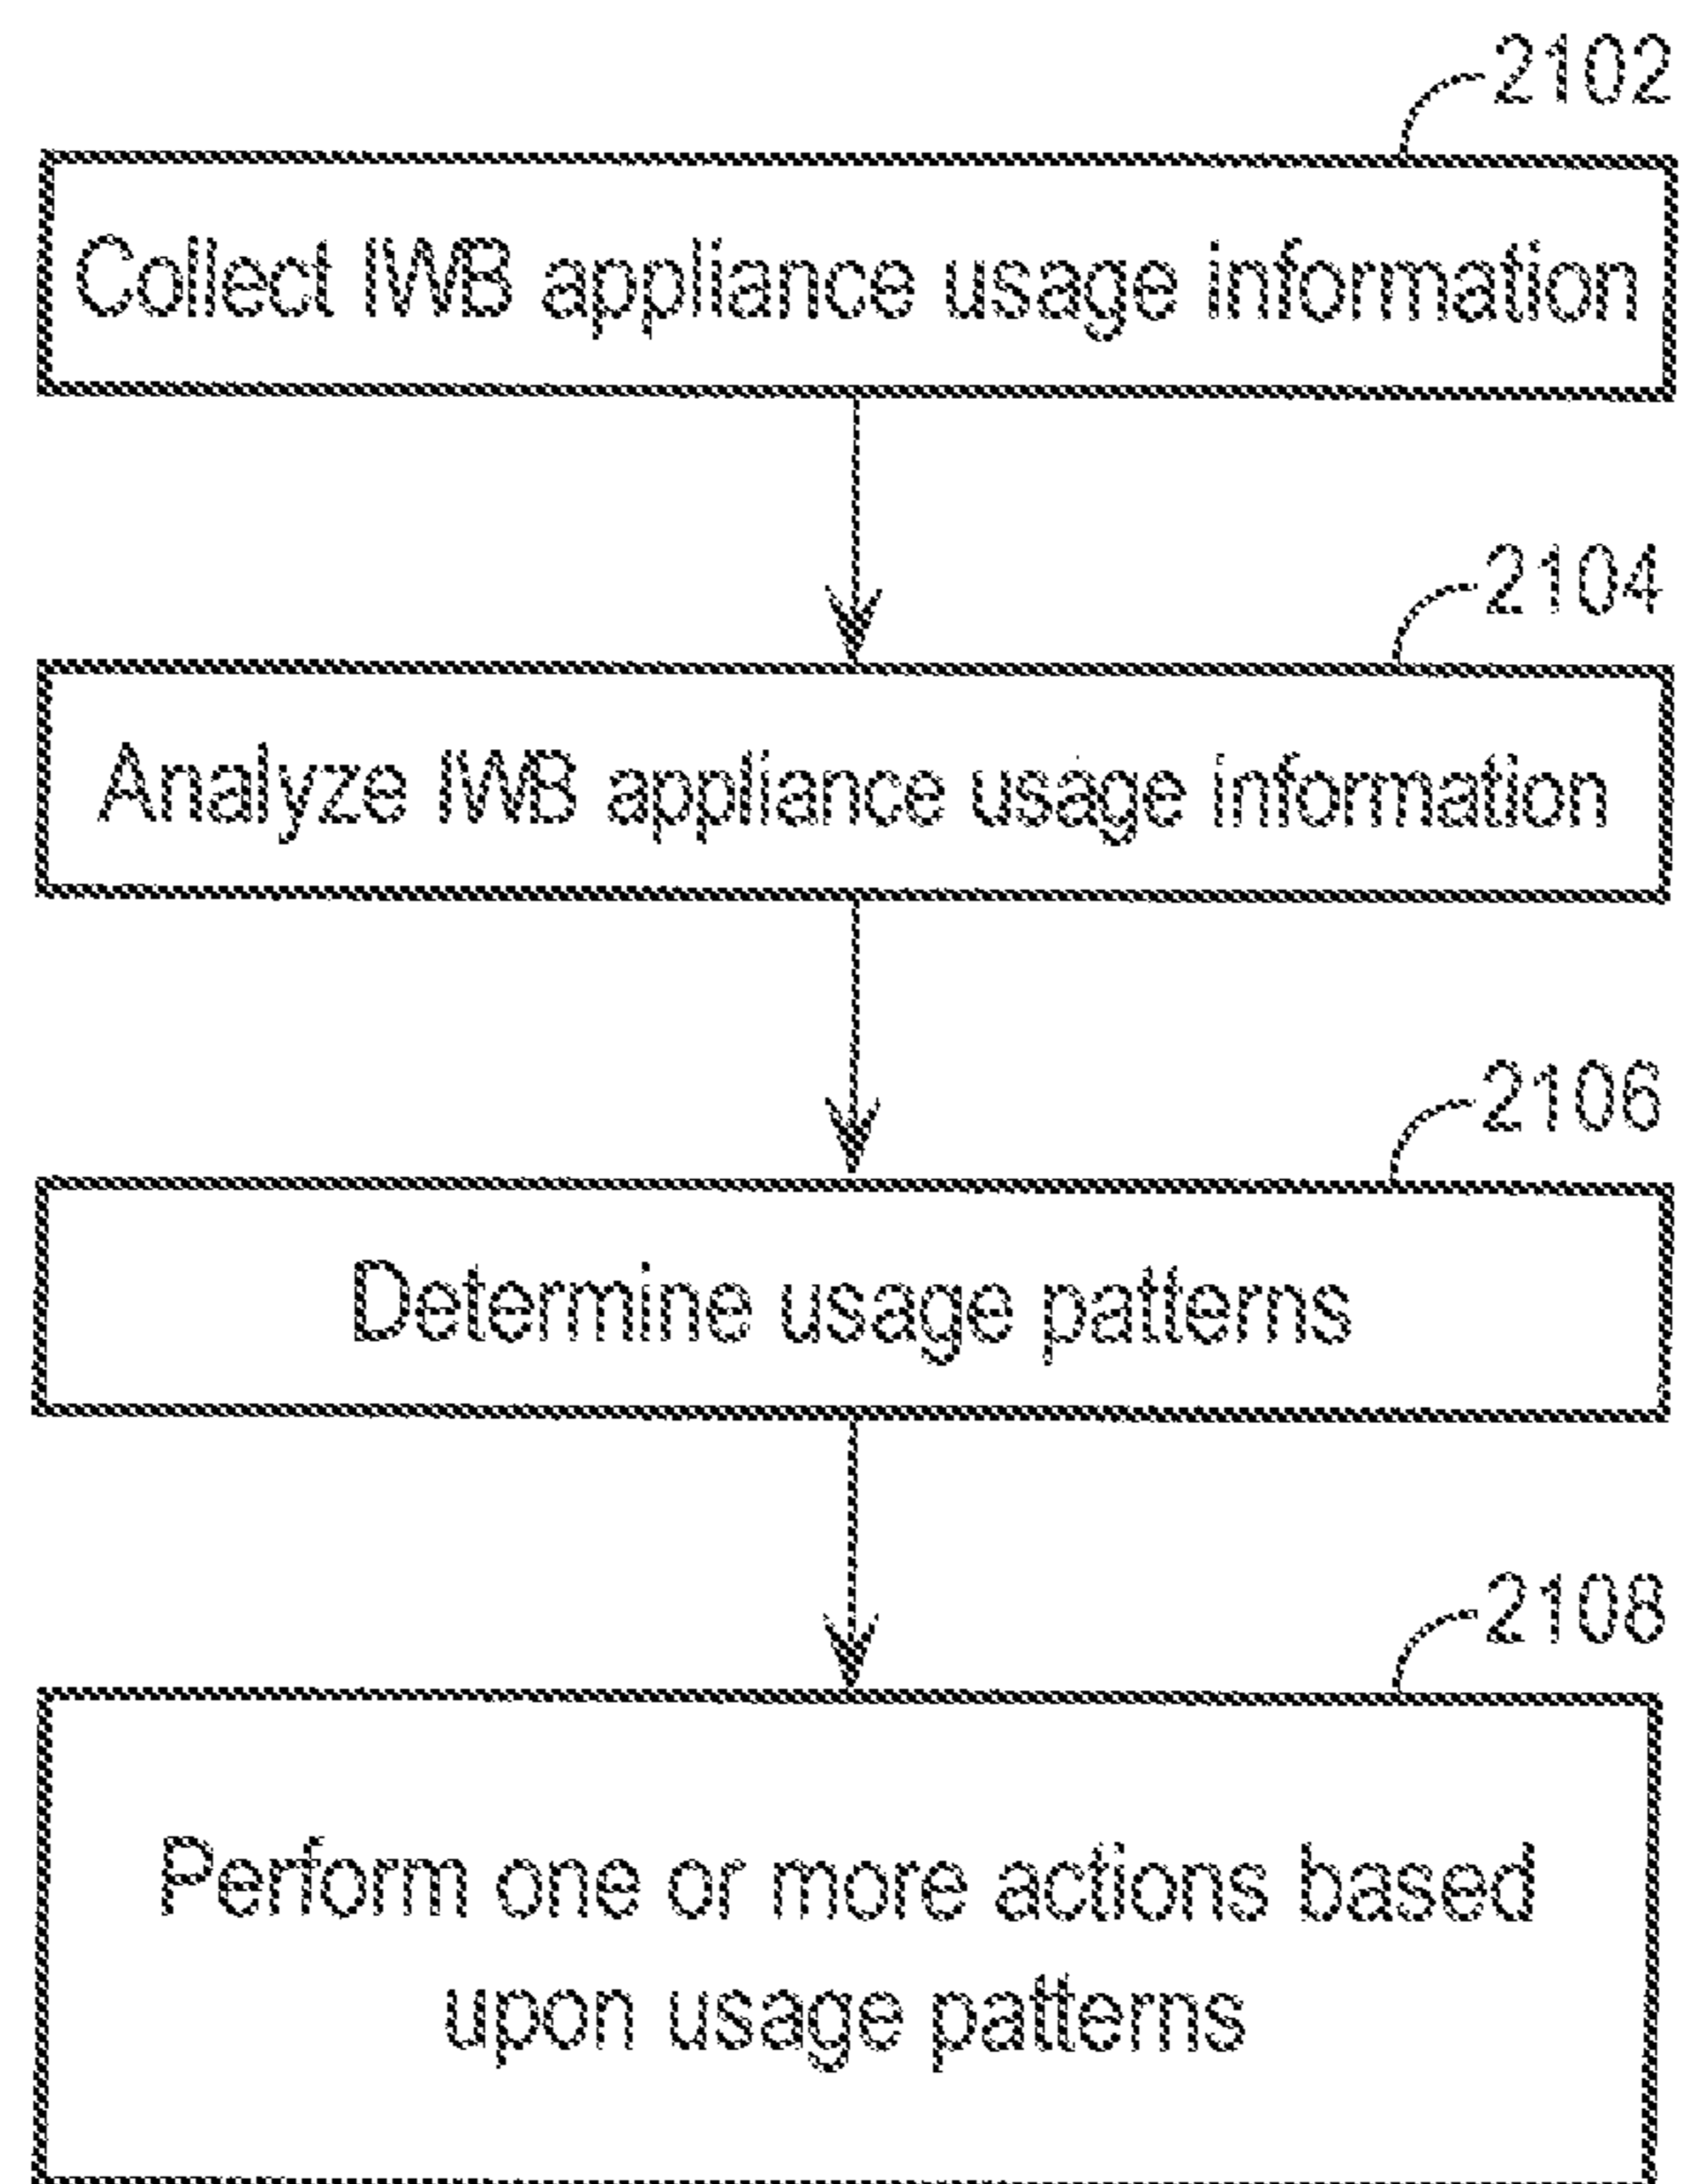 2102
Collect IWB appliance usage information
2104
Analyze IWB appliance usage information
2106
Determine usage patterns
2108
Perform one or more actions based
upon usage patterns